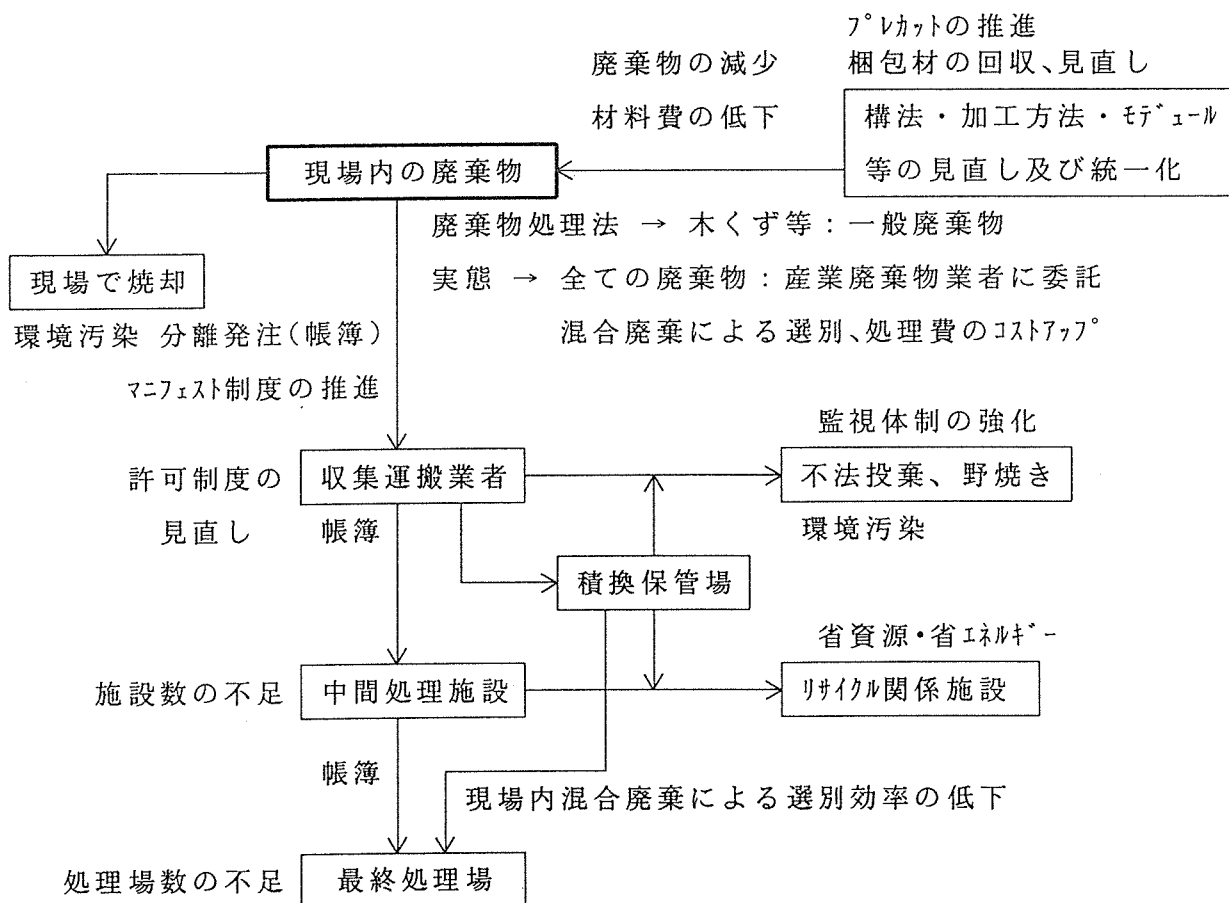 プレカットの推進
廃棄物の減少 梱包材の回収、見直し
材料費の低下 構法・加工方法・モデュール
等の見直し及び統一化
現場内の廃棄物
廃棄物処理法 → 木くず等：一般廃棄物
現場で焼却 実態 → 全ての廃棄物：産業廃棄物業者に委託
環境汚染 分離発注(帳簿) 混合廃棄による選別、処理費のコストアップ
マニフェスト制度の推進
監視体制の強化
許可制度の 収集運搬業者 不法投棄、野焼き
見直し 帳簿 環境汚染
積換保管場
省資源・省エネルギー
施設数の不足 中間処理施設 リサイクル関係施設
帳簿 現場内混合廃棄による選別効率の低下
処理場数の不足 最終処理場